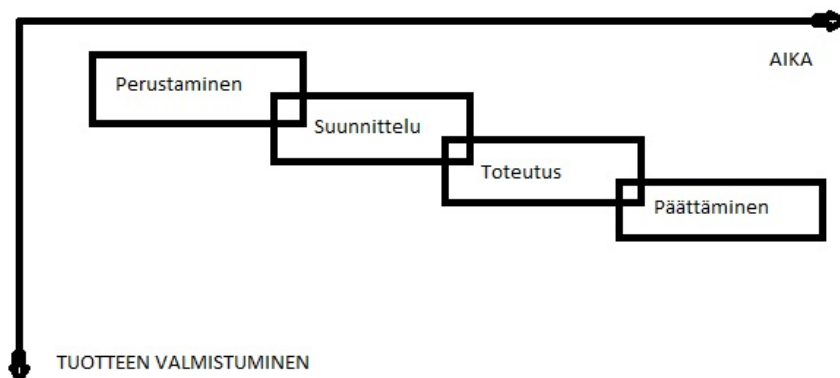 AIKA
Perustaminen
Suunnittelu
Toteutus
Päättäminen
TUOTTEEN VALMISTUMINEN